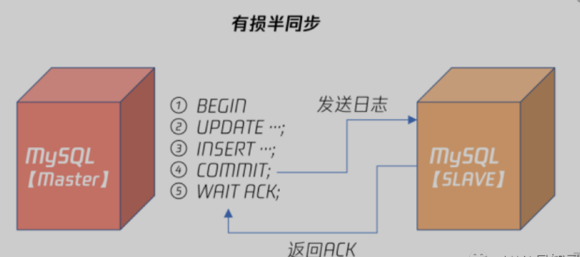 有损半同步
MySQL
【Master】
① BEGIN
② UPDATE …;
③ INSERT …;
④ COMMIT;
⑤ WAIT ACK;
发送日志
返回ACK
MySQL
【SLAVE】